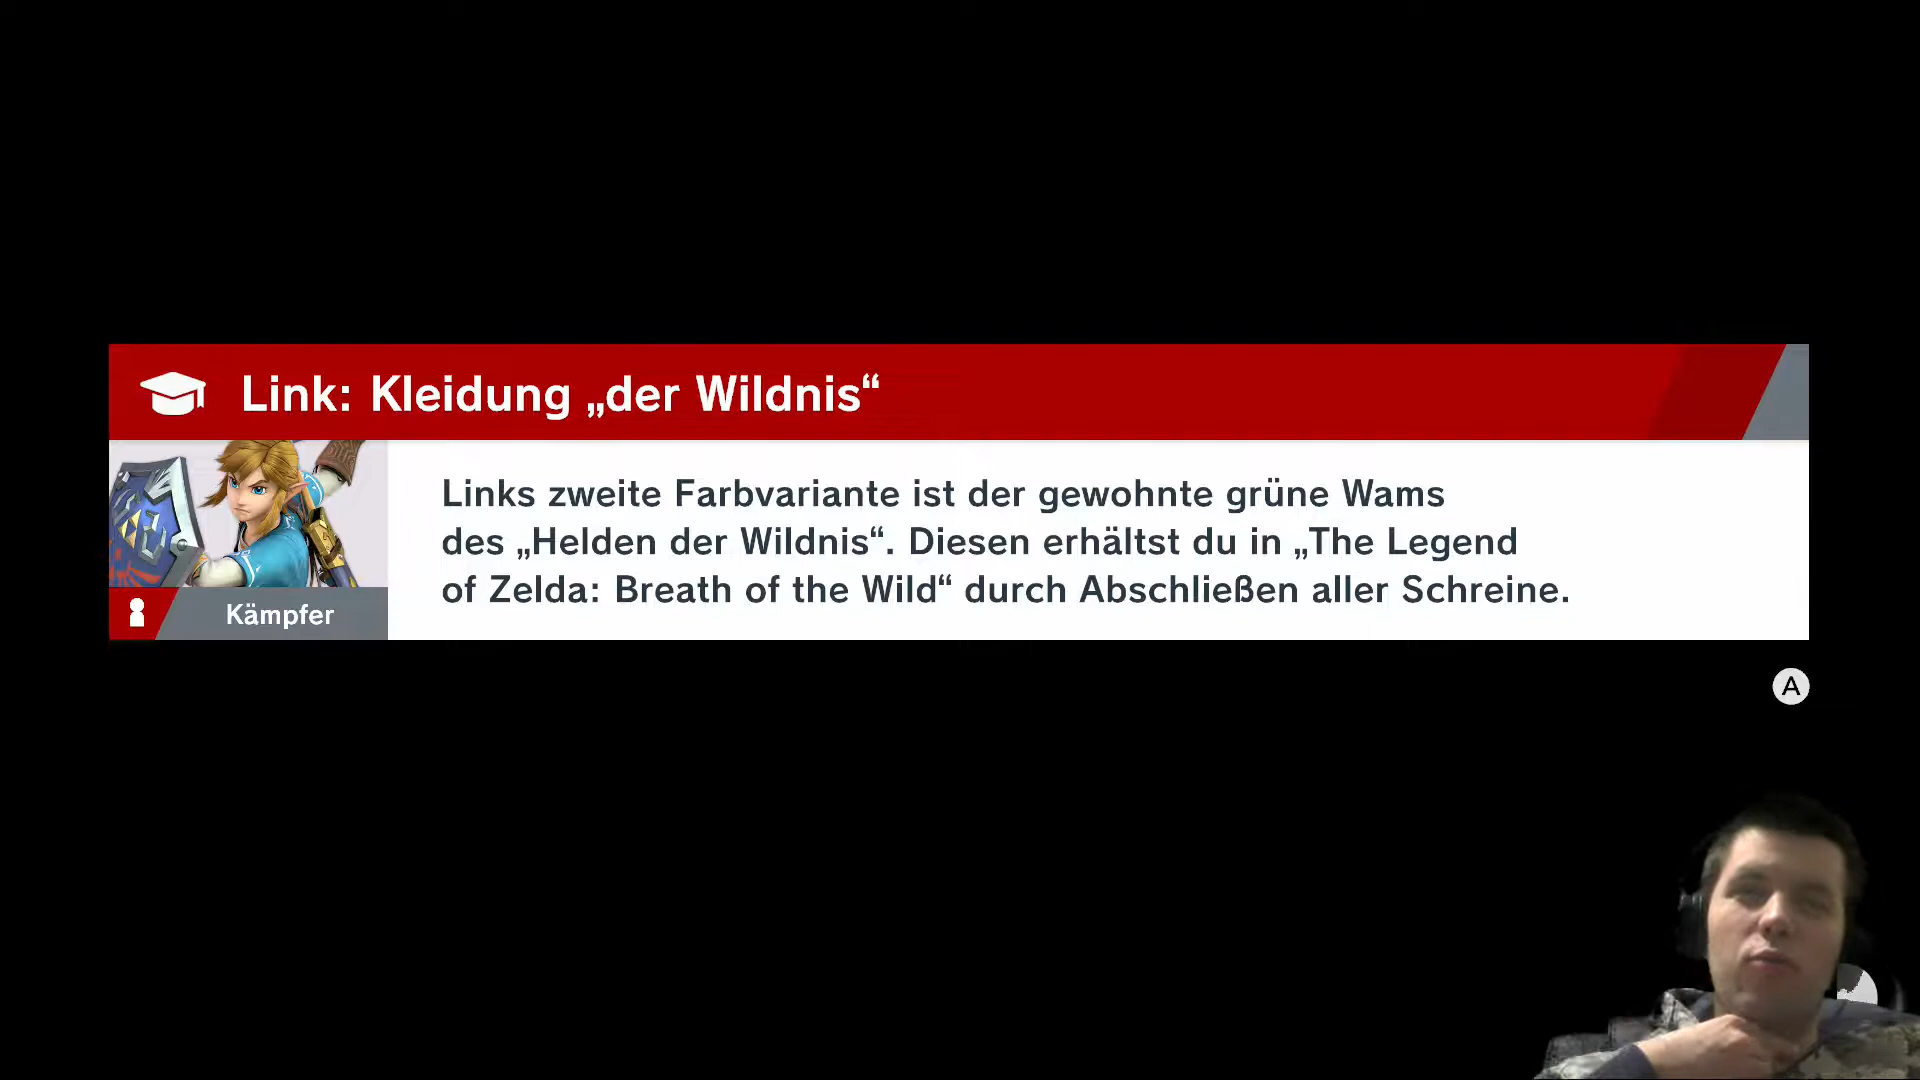 Link: Kleidung „der Wildnis“
Links zweite Farbvariante ist der gewohnte grüne Wams
des „Helden der Wildnis“. Diesen erhältst du in „The Legend
of Zelda: Breath of the Wild“ durch Abschließen aller Schreine.
Kämpfer
A